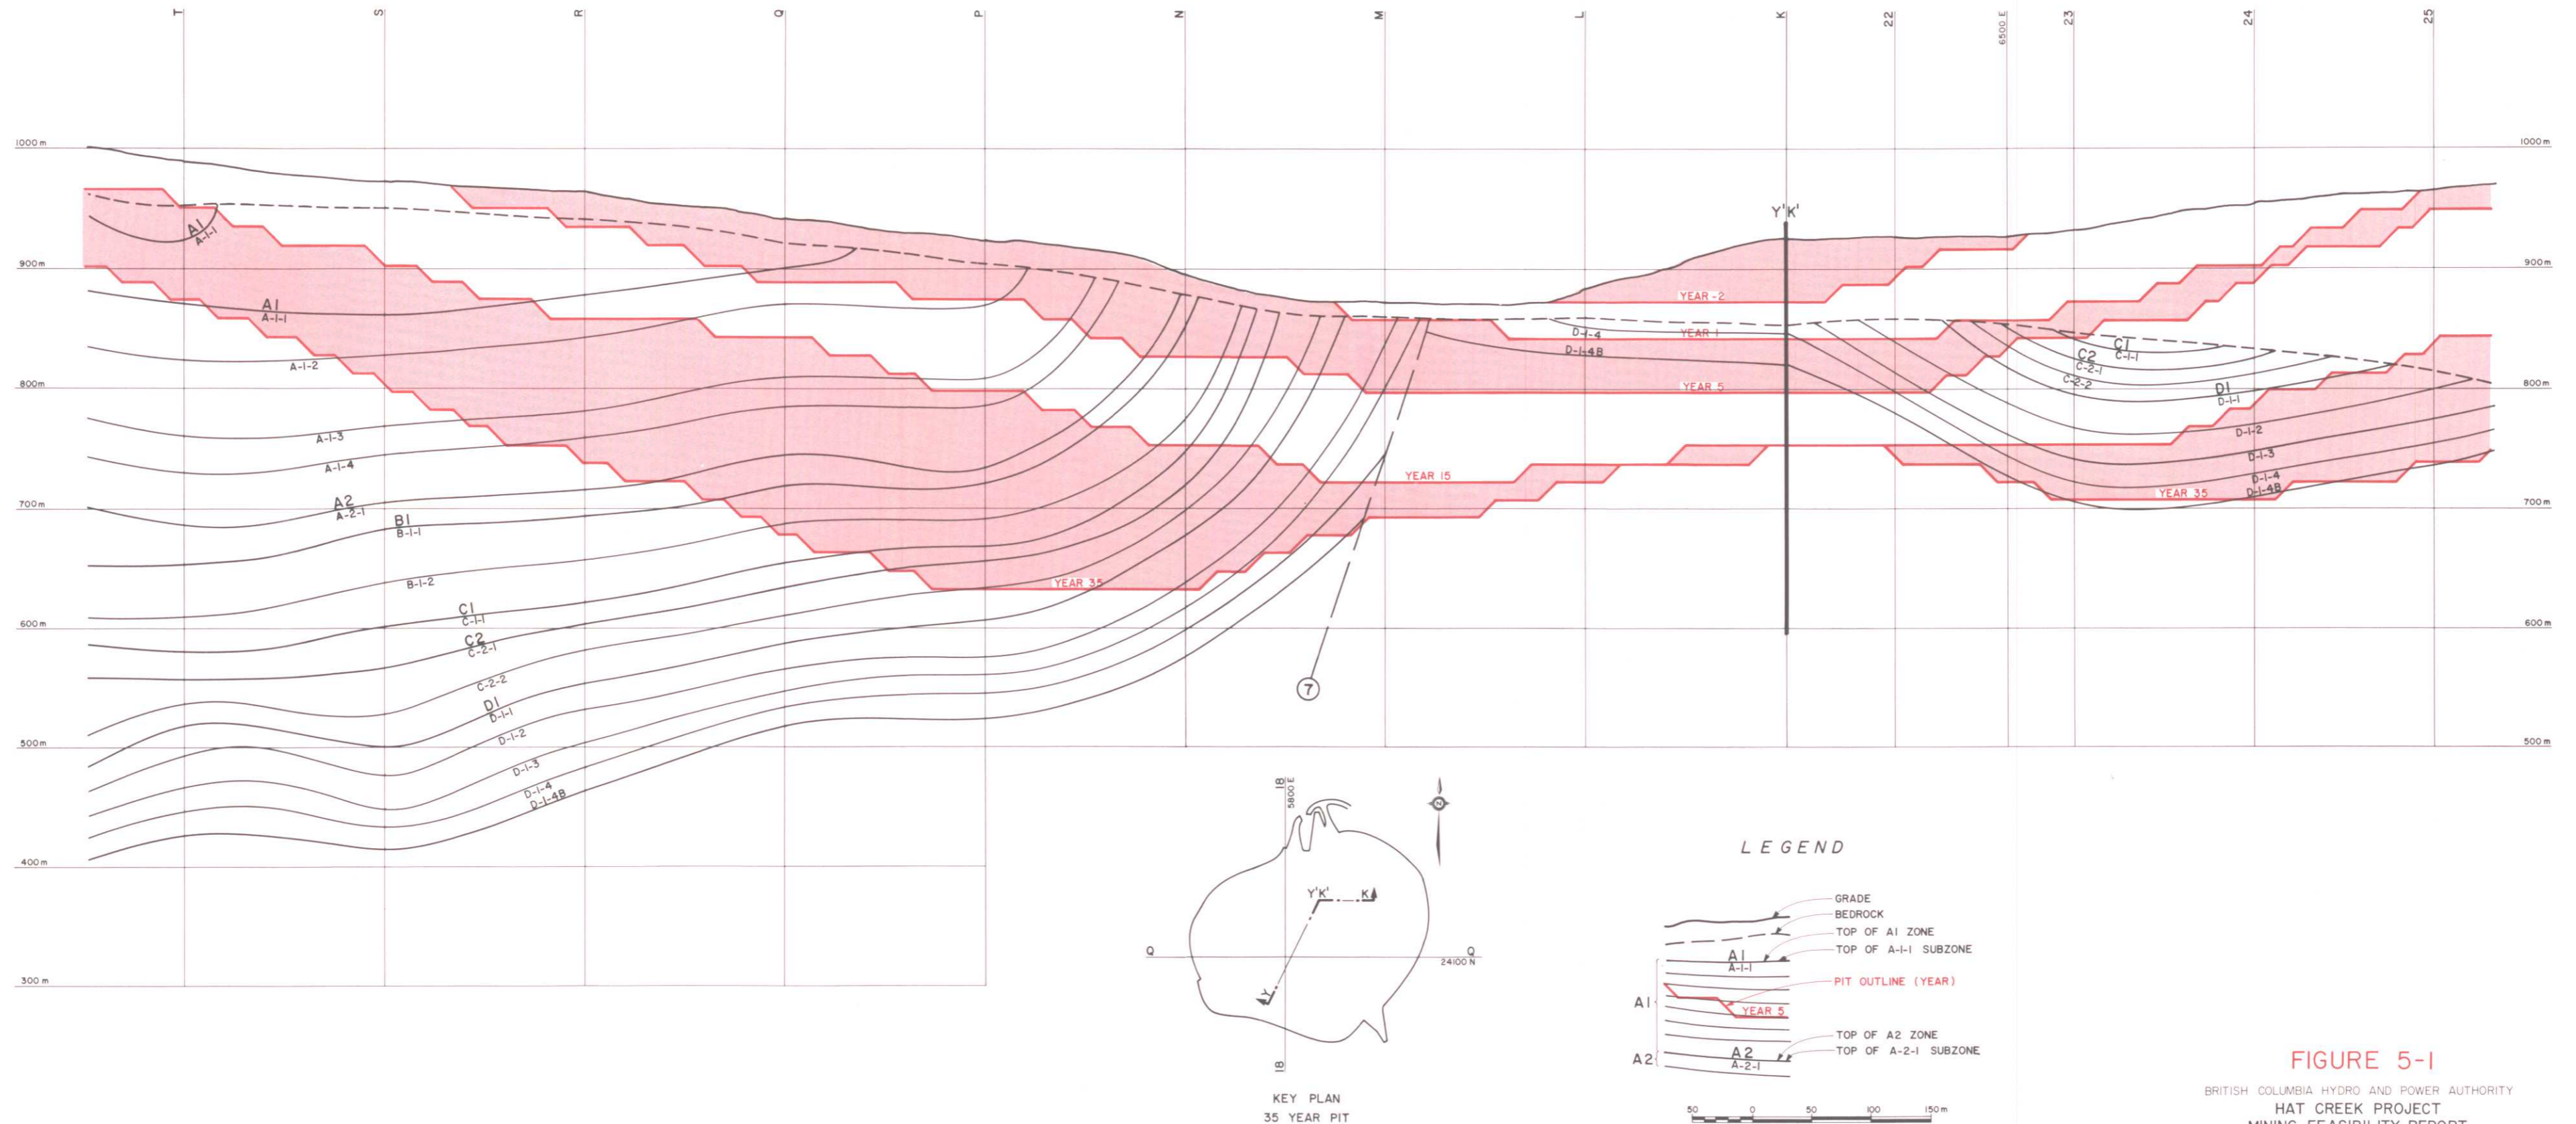 T S R Q P N M L K 22 6500 E 23 24 25
1000 m 1000 m
A1
A-1-1
Y'K'
900 m 900 m
YEAR -2
A1
A-1-1
D-1-4 YEAR 1
D-1-4B
C1
C-1-1
C2
C-2-1
C-2-2
A-1-2
800 m YEAR 5 800 m
D1
D-1-1
A-1-3
D-1-2
A-1-4
D-1-3
YEAR 15
D-1-4
D-1-4B
YEAR 35
A2
A-2-1
700 m 700 m
B1
B-1-1
B-1-2
YEAR 35
C1
C-1-1
600 m 600 m
C2
C-2-1
C-2-2
7
D1
D-1-1
D-1-2
500 m 500 m
D-1-3
D-1-4
D-1-4B
400 m
300 m
18
5800 E
N
Y'K' K
Q Q
24100 N
Y
18
KEY PLAN
35 YEAR PIT
LEGEND
GRADE
BEDROCK
TOP OF A1 ZONE
A1 TOP OF A-1-1 SUBZONE
A-1-1
PIT OUTLINE (YEAR)
A1
YEAR 5
TOP OF A2 ZONE
A2 A2 TOP OF A-2-1 SUBZONE
A-2-1
50 0 50 100 150 m
FIGURE 5-1
BRITISH COLUMBIA HYDRO AND POWER AUTHORITY
HAT CREEK PROJECT
MINING FEASIBILITY REPORT